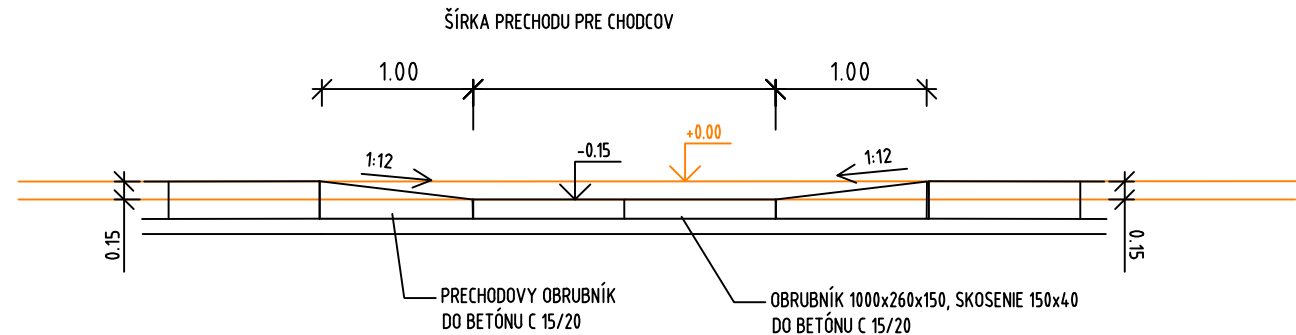 ŠÍRKA PRECHODU PRE CHODCOV
1.00
1.00
+0.00
-0.15
1:12
1:12
0.15
0.15
PRECHODOVY OBRUBNÍK
DO BETÓNU C 15/20
OBRUBNÍK 1000x260x150, SKOSENIE 150x40
DO BETÓNU C 15/20